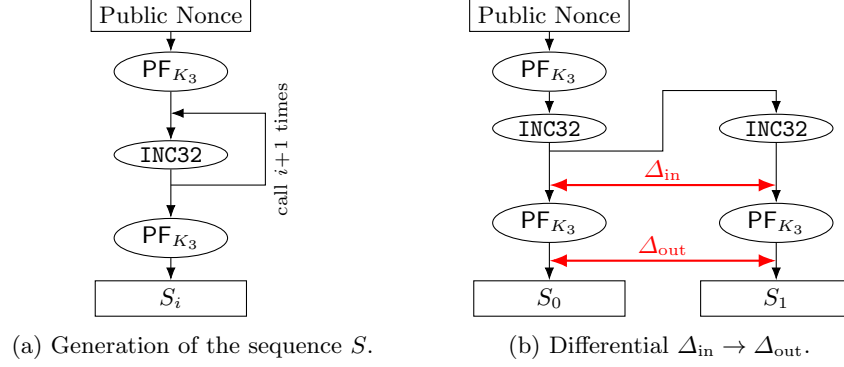 Public Nonce
PF_{K_3}
INC32
call i+1 times
PF_{K_3}
S_i
(a) Generation of the sequence S.
Public Nonce
PF_{K_3}
INC32 INC32
Δ_in
PF_{K_3} PF_{K_3}
Δ_out
S_0 S_1
(b) Differential Δ_in → Δ_out.